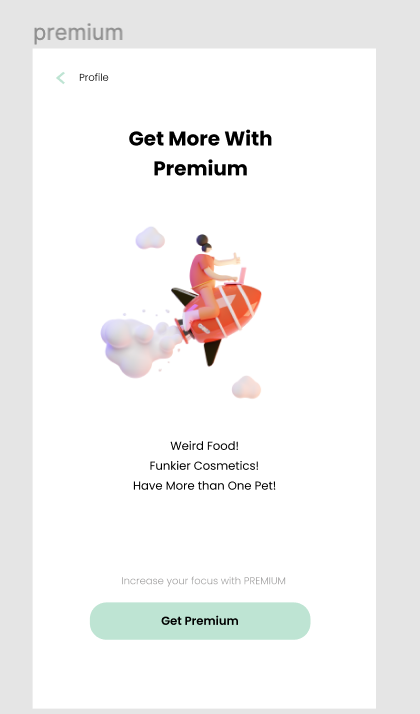 premium
Profile
Get More With
Premium
Weird Food!
Funkier Cosmetics!
Have More than One Pet!
Increase your focus with PREMIUM
Get Premium